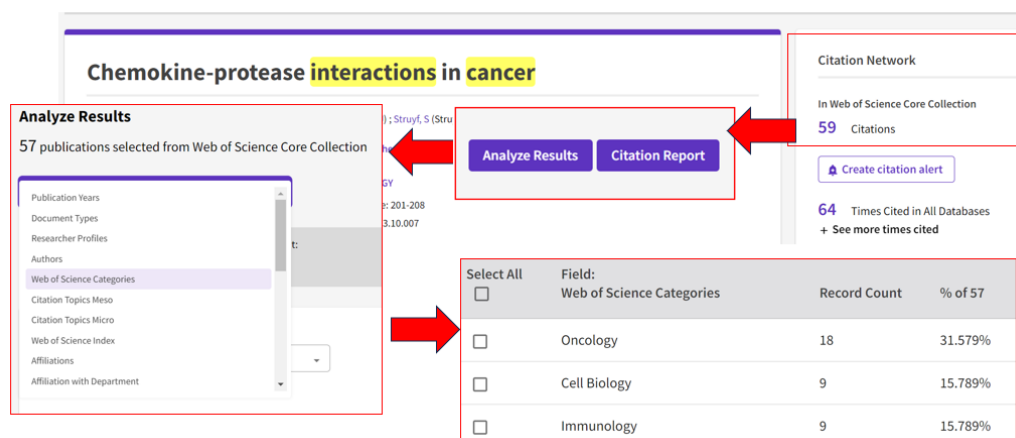 Chemokine-protease interactions in cancer
Citation Network
In Web of Science Core Collection
59 Citations
Create citation alert
64 Times Cited in All Databases
+ See more times cited
; Struyf, S (Stru
GY
: 201-208
3.10.007
Analyze Results
Citation Report
Analyze Results
57 publications selected from Web of Science Core Collection
Publication Years
Document Types
Researcher Profiles
Authors
Web of Science Categories
Citation Topics Meso
Citation Topics Micro
Web of Science Index
Affiliations
Affiliation with Department
t:
Select All
Field:
Web of Science Categories
Record Count
% of 57
Oncology 18 31.579%
Cell Biology 9 15.789%
Immunology 9 15.789%